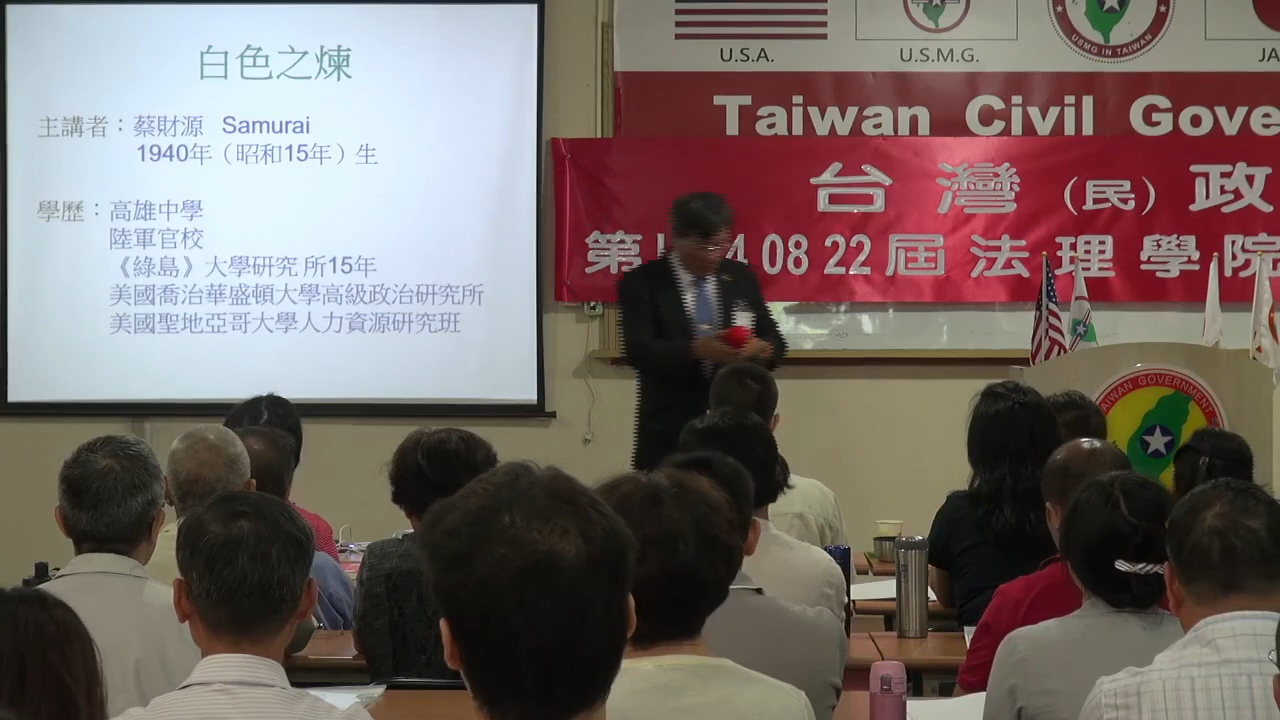 白色之煉
主講者：蔡財源 Samurai
1940年（昭和15年）生
學歷：高雄中學
陸軍官校
《綠島》大學研究所15年
美國喬治華盛頓大學高級政治研究所
美國聖地亞哥大學人力資源研究班
U.S.A.
U.S.M.G.
USMG IN TAIWAN
JA
Taiwan Civil Gove
台灣（民）政
第 4 08 22 屆法理學院
AIWAN GOVERNMENT